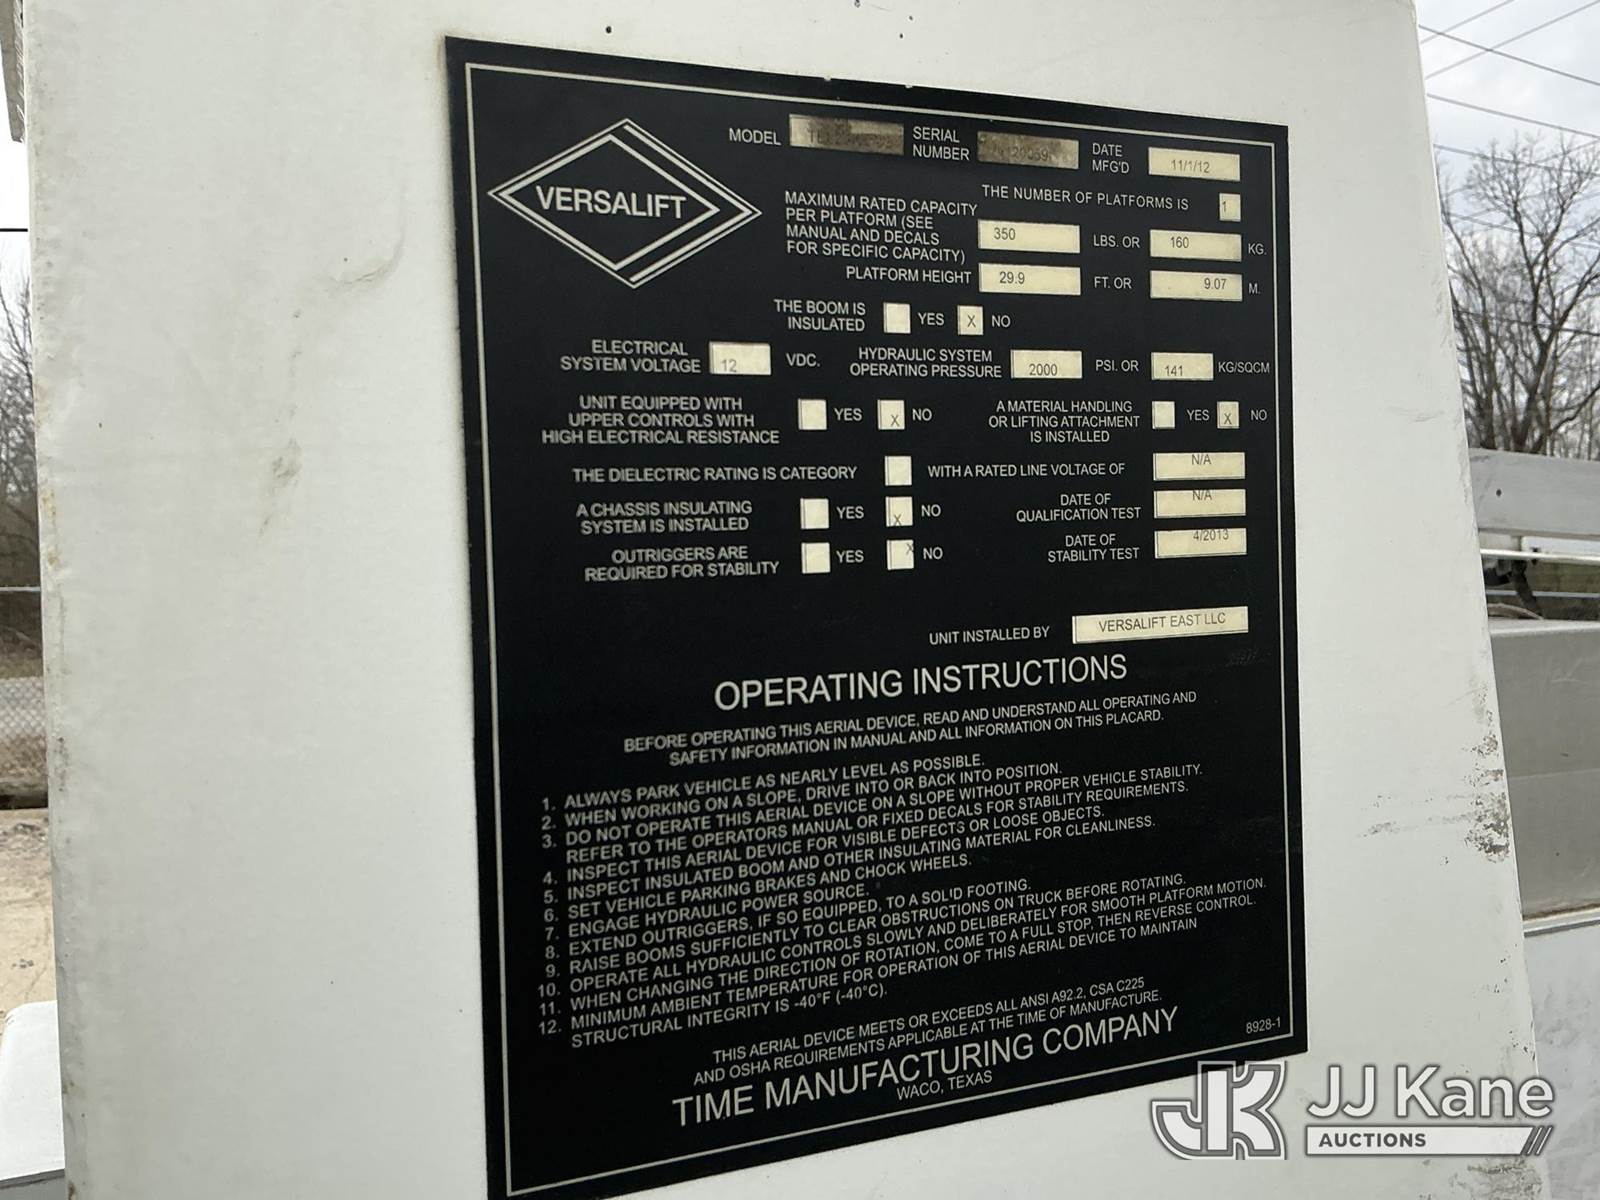 VERSALIFT
MODEL
SERIAL NUMBER
DATE MFG'D 11/1/12
THE NUMBER OF PLATFORMS IS 1
MAXIMUM RATED CAPACITY
PER PLATFORM (SEE
MANUAL AND DECALS
FOR SPECIFIC CAPACITY) 350 LBS. OR 160 KG.
PLATFORM HEIGHT 29.9 FT. OR 9.07 M.
THE BOOM IS
INSULATED YES X NO
ELECTRICAL
SYSTEM VOLTAGE 12 VDC.
HYDRAULIC SYSTEM
OPERATING PRESSURE 2000 PSI. OR 141 KG/SQCM
UNIT EQUIPPED WITH
UPPER CONTROLS WITH
HIGH ELECTRICAL RESISTANCE YES X NO
A MATERIAL HANDLING
OR LIFTING ATTACHMENT
IS INSTALLED YES X NO
THE DIELECTRIC RATING IS CATEGORY WITH A RATED LINE VOLTAGE OF N/A
A CHASSIS INSULATING
SYSTEM IS INSTALLED YES X NO
DATE OF
QUALIFICATION TEST N/A
OUTRIGGERS ARE
REQUIRED FOR STABILITY YES X NO
DATE OF
STABILITY TEST 4/2013
UNIT INSTALLED BY VERSALIFT EAST LLC
OPERATING INSTRUCTIONS
BEFORE OPERATING THIS AERIAL DEVICE, READ AND UNDERSTAND ALL OPERATING AND
SAFETY INFORMATION IN MANUAL AND ALL INFORMATION ON THIS PLACARD.
1. ALWAYS PARK VEHICLE AS NEARLY LEVEL AS POSSIBLE.
2. WHEN WORKING ON A SLOPE, DRIVE INTO OR BACK INTO POSITION.
3. DO NOT OPERATE THIS AERIAL DEVICE ON A SLOPE WITHOUT PROPER VEHICLE STABILITY.
REFER TO THE OPERATORS MANUAL OR FIXED DECALS FOR STABILITY REQUIREMENTS.
4. INSPECT THIS AERIAL DEVICE FOR VISIBLE DEFECTS OR LOOSE OBJECTS.
5. INSPECT INSULATED BOOM AND OTHER INSULATING MATERIAL FOR CLEANLINESS.
6. SET VEHICLE PARKING BRAKES AND CHOCK WHEELS.
7. ENGAGE HYDRAULIC POWER SOURCE.
8. EXTEND OUTRIGGERS, IF SO EQUIPPED, TO A SOLID FOOTING.
9. RAISE BOOMS SUFFICIENTLY TO CLEAR OBSTRUCTIONS ON TRUCK BEFORE ROTATING.
10. OPERATE ALL HYDRAULIC CONTROLS SLOWLY AND DELIBERATELY FOR SMOOTH PLATFORM MOTION.
11. WHEN CHANGING THE DIRECTION OF ROTATION, COME TO A FULL STOP, THEN REVERSE CONTROL.
12. MINIMUM AMBIENT TEMPERATURE FOR OPERATION OF THIS AERIAL DEVICE TO MAINTAIN
STRUCTURAL INTEGRITY IS -40°F (-40°C).
THIS AERIAL DEVICE MEETS OR EXCEEDS ALL ANSI A92.2, CSA C225
AND OSHA REQUIREMENTS APPLICABLE AT THE TIME OF MANUFACTURE.
TIME MANUFACTURING COMPANY
WACO, TEXAS
8928-1
JK JJ Kane
AUCTIONS